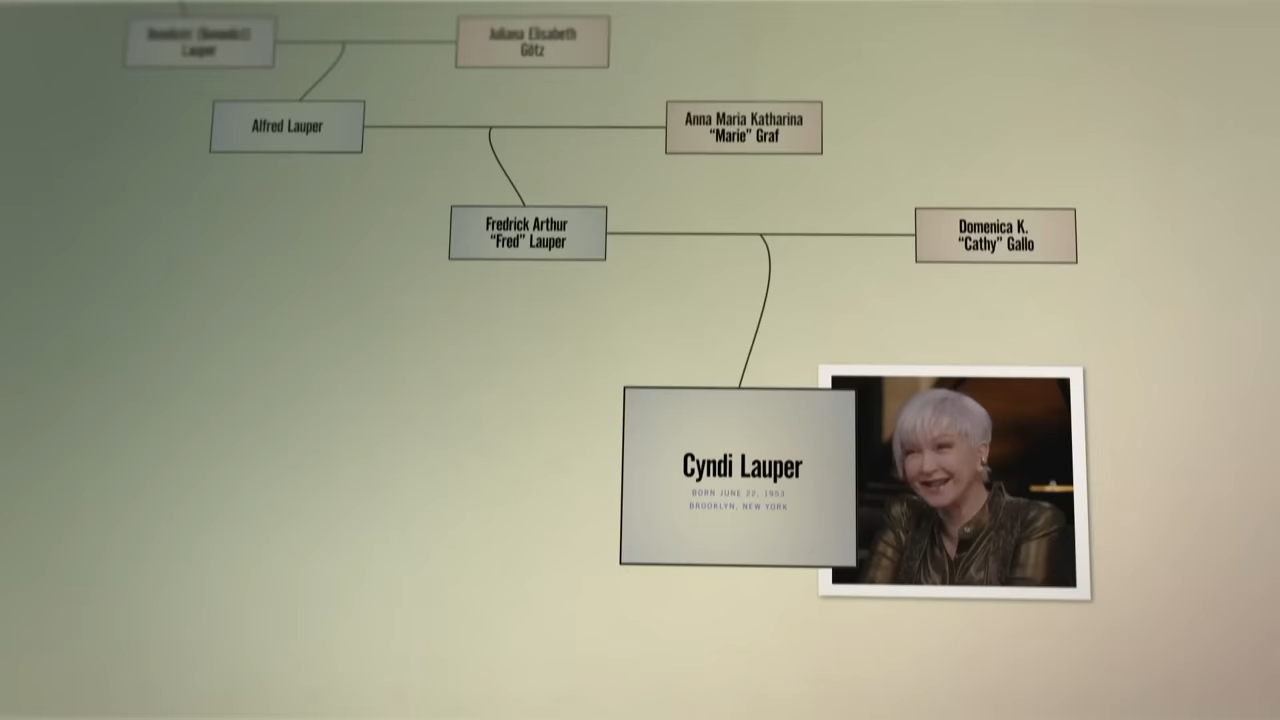 Lauper
Juliana Elisabeth
Götz
Alfred Lauper
Anna Maria Katharina
“Marie” Graf
Fredrick Arthur
“Fred” Lauper
Domenica K.
“Cathy” Gallo
Cyndi Lauper
BORN JUNE 22, 1953
BROOKLYN, NEW YORK